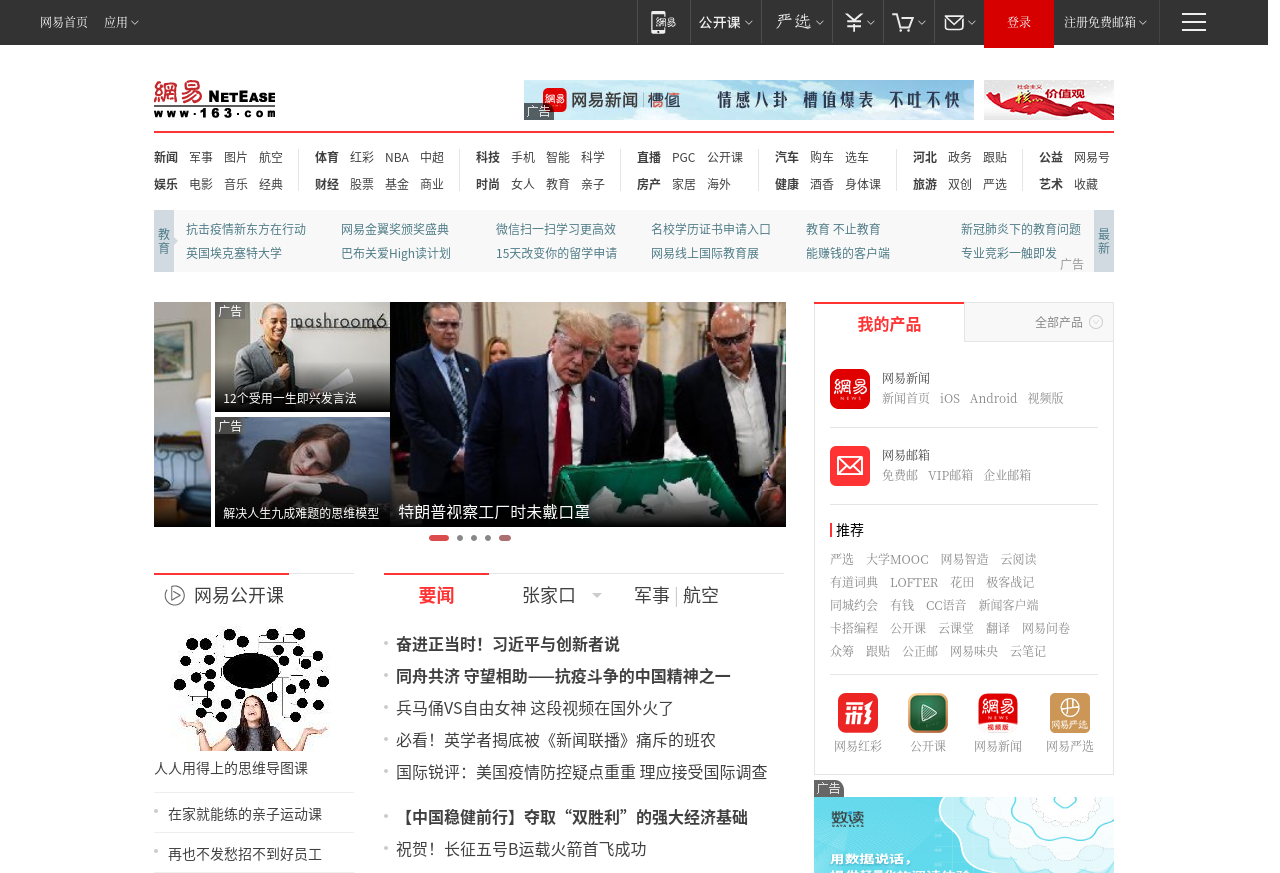 网易首页 应用 網易 公开课 严选 登录 注册免费邮箱
網易 NETEASE
www·163·com
網易 网易新闻 槽值 情感八卦 槽值爆表 不吐不快
广告
社会主义 核心 价值观
新闻 军事 图片 航空 体育 红彩 NBA 中超 科技 手机 智能 科学 直播 PGC 公开课 汽车 购车 选车 河北 政务 跟贴 公益 网易号
娱乐 电影 音乐 经典 财经 股票 基金 商业 时尚 女人 教育 亲子 房产 家居 海外 健康 酒香 身体课 旅游 双创 严选 艺术 收藏
教育
抗击疫情新东方在行动 网易金翼奖颁奖盛典 微信扫一扫学习更高效 名校学历证书申请入口 教育 不止教育 新冠肺炎下的教育问题
英国埃克塞特大学 巴布关爱High读计划 15天改变你的留学申请 网易线上国际教育展 能赚钱的客户端 专业竞彩一触即发
广告
最新
广告
mashroom6
12个受用一生即兴发言法
广告
解决人生九成难题的思维模型
特朗普视察工厂时未戴口罩
我的产品 全部产品
網易 NEWS
网易新闻
新闻首页 iOS Android 视频版
网易邮箱
免费邮 VIP邮箱 企业邮箱
推荐
严选 大学MOOC 网易智造 云阅读
有道词典 LOFTER 花田 极客战记
同城约会 有钱 CC语音 新闻客户端
卡搭编程 公开课 云课堂 翻译 网易问卷
众筹 跟贴 公正邮 网易味央 云笔记
彩 網易 NEWS 视频版 网易严选
网易红彩 公开课 网易新闻 网易严选
广告
数读
用数据说话，
网易公开课
人人用得上的思维导图课
在家就能练的亲子运动课
再也不发愁招不到好员工
要闻 张家口 军事 航空
奋进正当时！习近平与创新者说
同舟共济 守望相助——抗疫斗争的中国精神之一
兵马俑VS自由女神 这段视频在国外火了
必看！英学者揭底被《新闻联播》痛斥的班农
国际锐评：美国疫情防控疑点重重 理应接受国际调查
【中国稳健前行】夺取“双胜利”的强大经济基础
祝贺！长征五号B运载火箭首飞成功